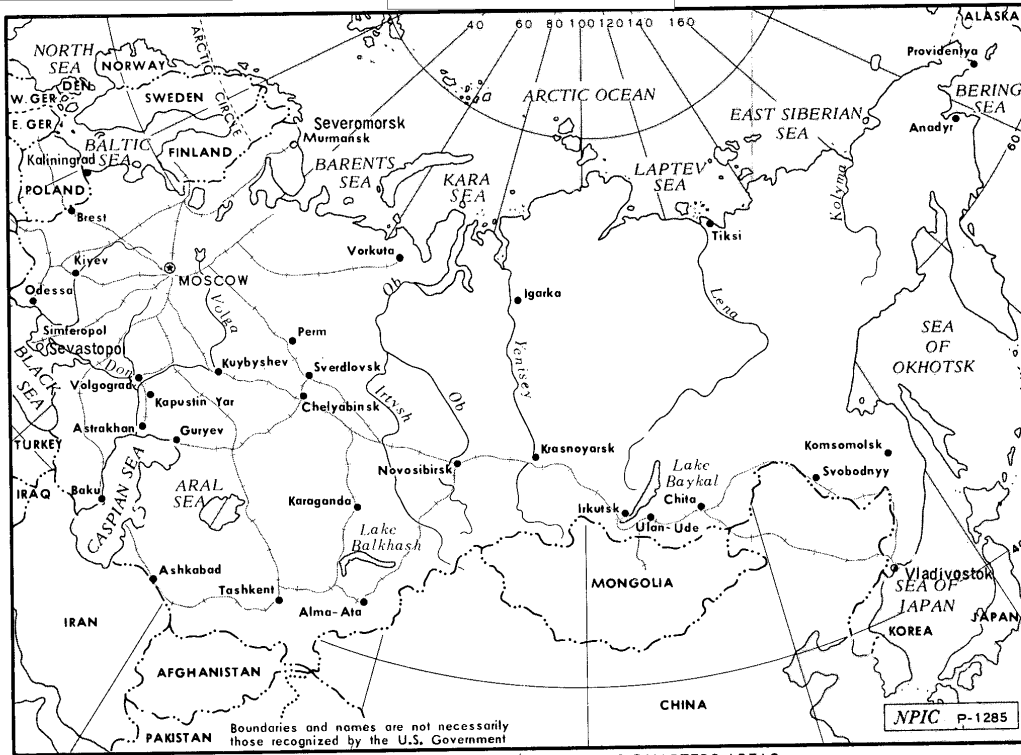 40 60 80 100 120 140 160
ALASKA
Provideniya
NORTH
SEA
NORWAY
ARCTIC CIRCLE
DEN
W. GER
SWEDEN
ARCTIC OCEAN
BERING
SEA
E. GER
Severomorsk
Murmansk
EAST SIBERIAN
SEA
Anadyr
60
BALTIC
SEA
FINLAND
Kaliningrad
BARENTS
SEA
KARA
SEA
LAPTEV
SEA
Kolyma
POLAND
Brest
Tiksi
Kiyev
Vorkuta
MOSCOW
Ob
Odessa
Igarka
Volga
Lena
Simferopol
Sevastopol
Perm
SEA
OF
OKHOTSK
BLACK
SEA
Don
Kuybyshev
Sverdlovsk
Yenisey
Volgograd
Kapustin Yar
Chelyabinsk
Irtysh
Ob
Astrakhan
Guryev
TURKEY
Krasnoyarsk
Komsomolsk
Novosibirsk
Lake
Baykal
Svobodnyy
IRAQ
Baku
CASPIAN SEA
ARAL
SEA
Karaganda
Chita
Irkutsk
Ulan-Ude
Lake
Balkhash
40
Ashkabad
Vladivostok
Tashkent
MONGOLIA
SEA OF
JAPAN
Alma-Ata
IRAN
KOREA
JAPAN
AFGHANISTAN
CHINA
NPIC P-1285
PAKISTAN
Boundaries and names are not necessarily
those recognized by the U.S. Government